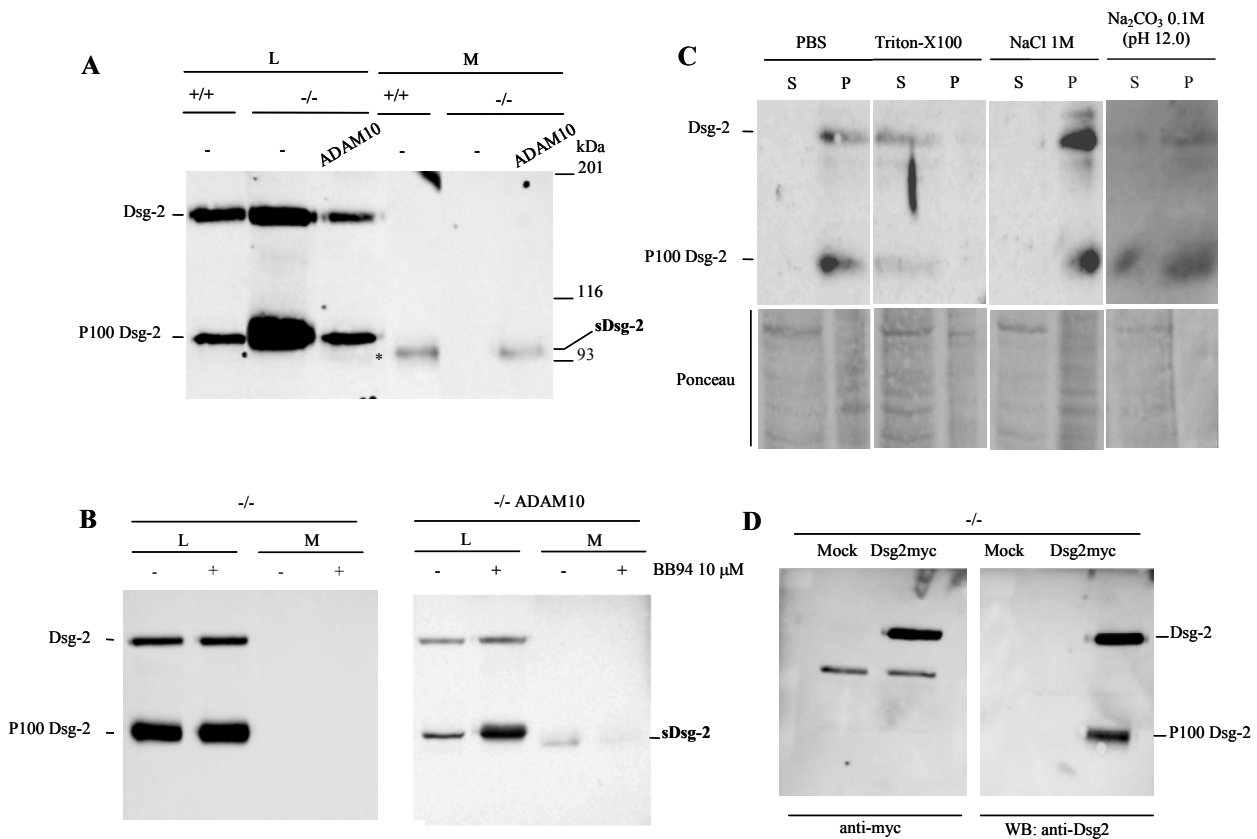 A
L M
+/+ -/- +/+ -/-
- - ADAM10 - - ADAM10
kDa
201
Dsg-2
116
P100 Dsg-2
sDsg-2
*
93
C
PBS Triton-X100 NaCl 1M Na₂CO₃ 0.1M
(pH 12.0)
S P S P S P S P
Dsg-2
P100 Dsg-2
Ponceau
B
-/- -/- ADAM10
L M L M
- + - + - + - + BB94 10 μM
Dsg-2
P100 Dsg-2
sDsg-2
D
-/-
Mock Dsg2myc Mock Dsg2myc
Dsg-2
P100 Dsg-2
anti-myc WB: anti-Dsg2